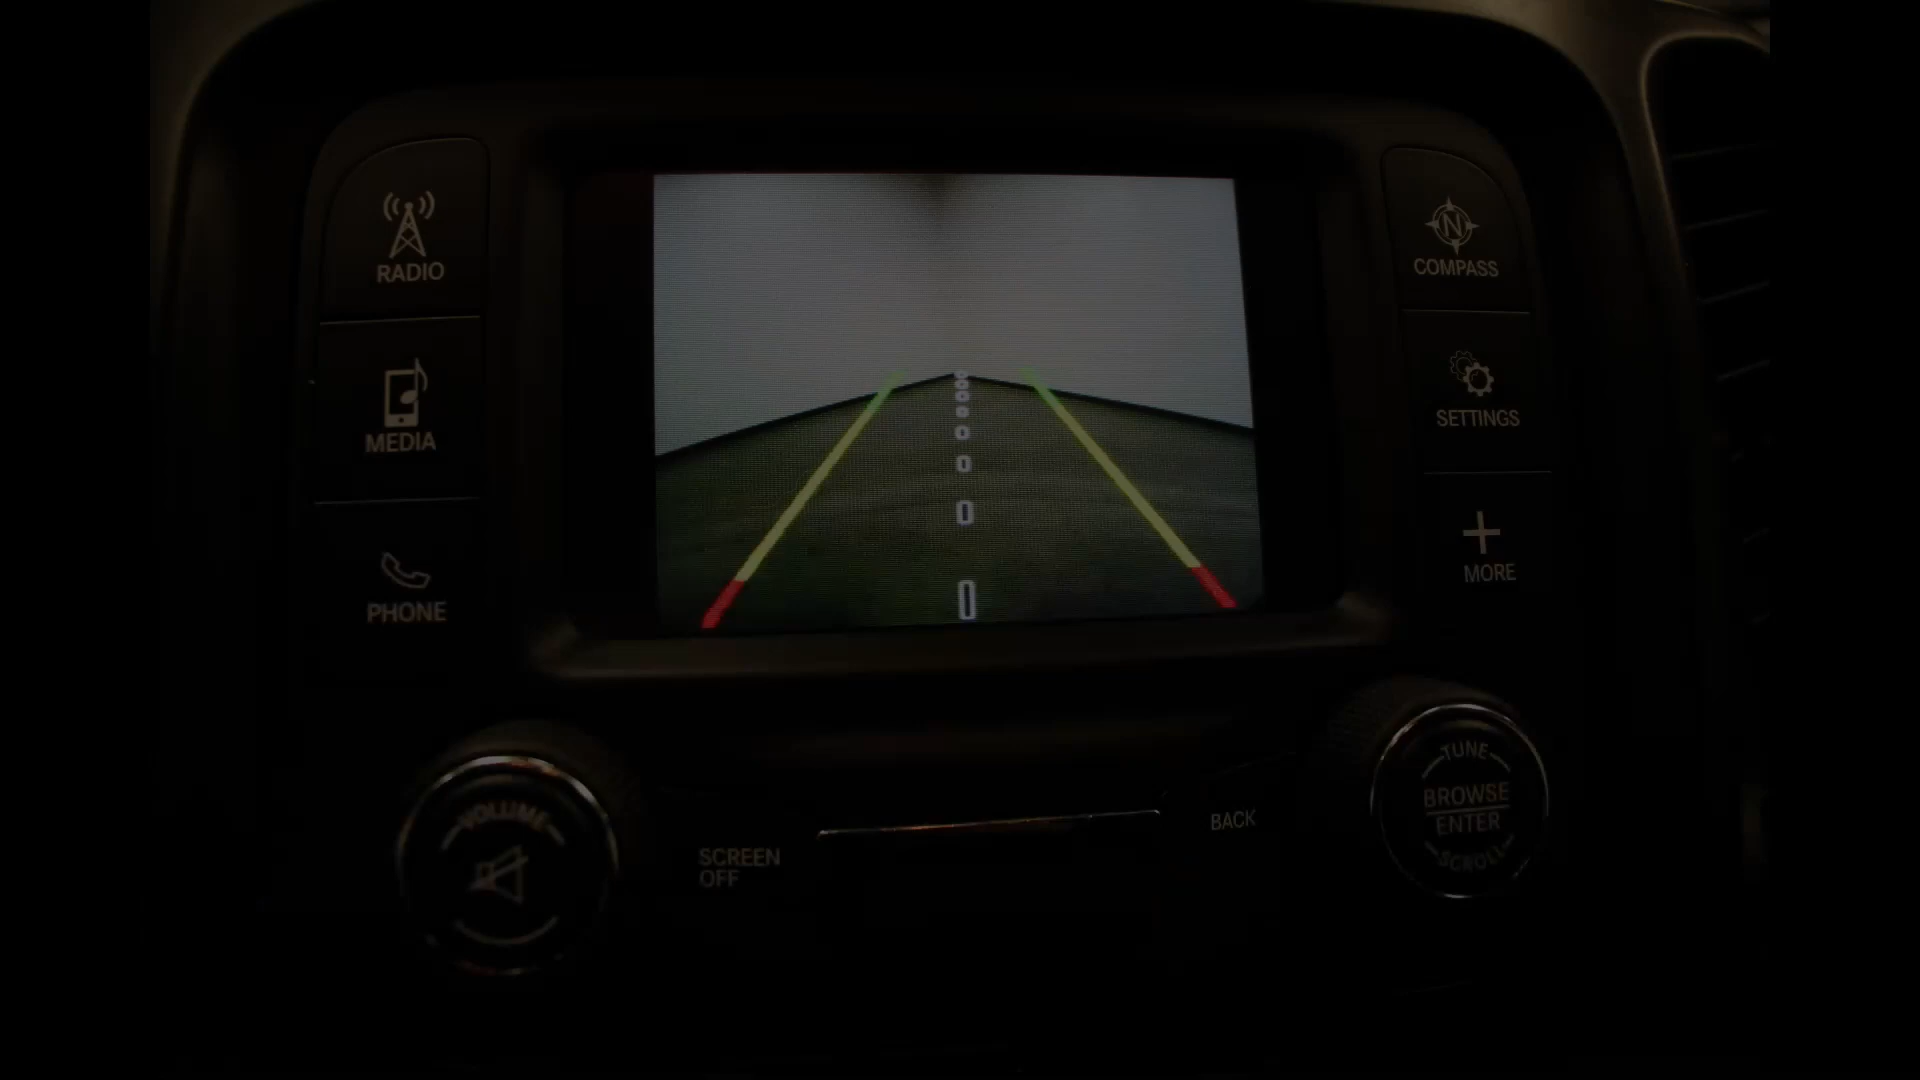 RADIO
MEDIA
PHONE
N
COMPASS
SETTINGS
MORE
VOLUME
SCREEN
OFF
BACK
TUNE
BROWSE
ENTER
SCROLL